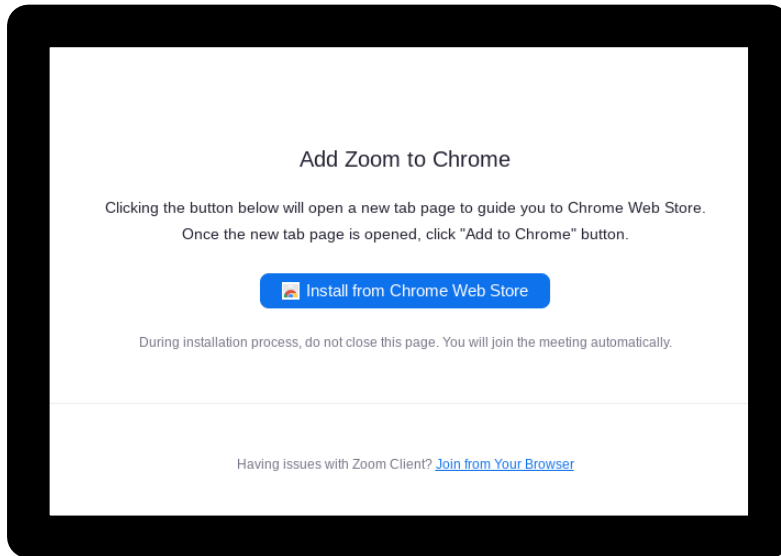 Add Zoom to Chrome
Clicking the button below will open a new tab page to guide you to Chrome Web Store.
Once the new tab page is opened, click "Add to Chrome" button.
Install from Chrome Web Store
During installation process, do not close this page. You will join the meeting automatically.
Having issues with Zoom Client? Join from Your Browser